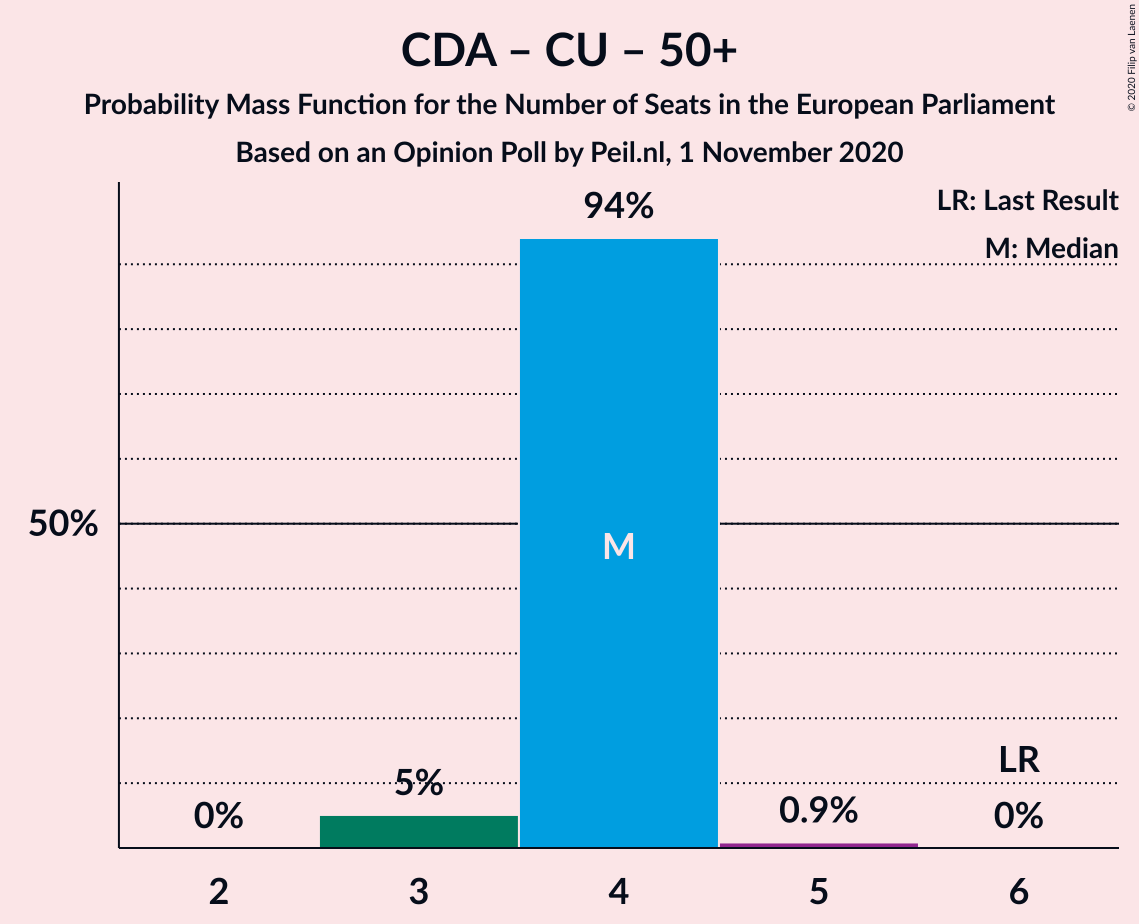 CDA – CU – 50+
Probability Mass Function for the Number of Seats in the European Parliament
Based on an Opinion Poll by Peil.nl, 1 November 2020
© 2020 Filip van Laenen
LR: Last Result
M: Median
94%
50%
M
LR
0%
5%
0.9%
0%
2
3
4
5
6